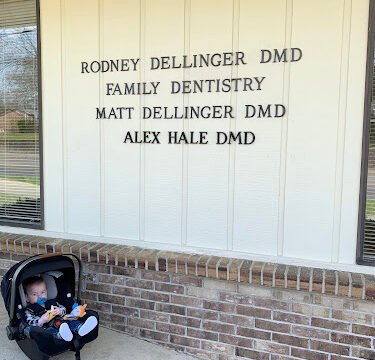 RODNEY DELLINGER DMD
FAMILY DENTISTRY
MATT DELLINGER DMD
ALEX HALE DMD